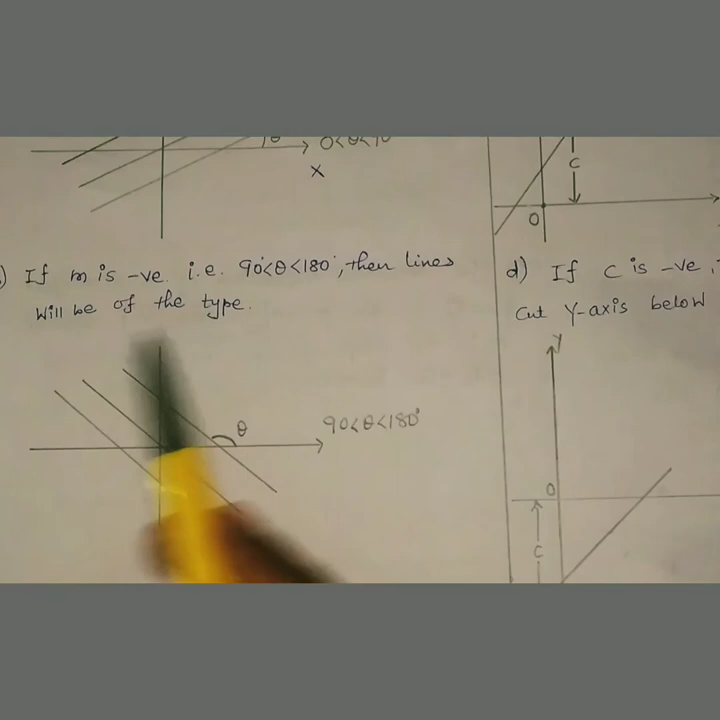 θ
X
C
O
) If m is -ve i.e. 90°<θ<180°, then lines
will be of the type.
θ
90<θ<180°
d) If C is -ve,
Cut Y-axis below
y
O
C